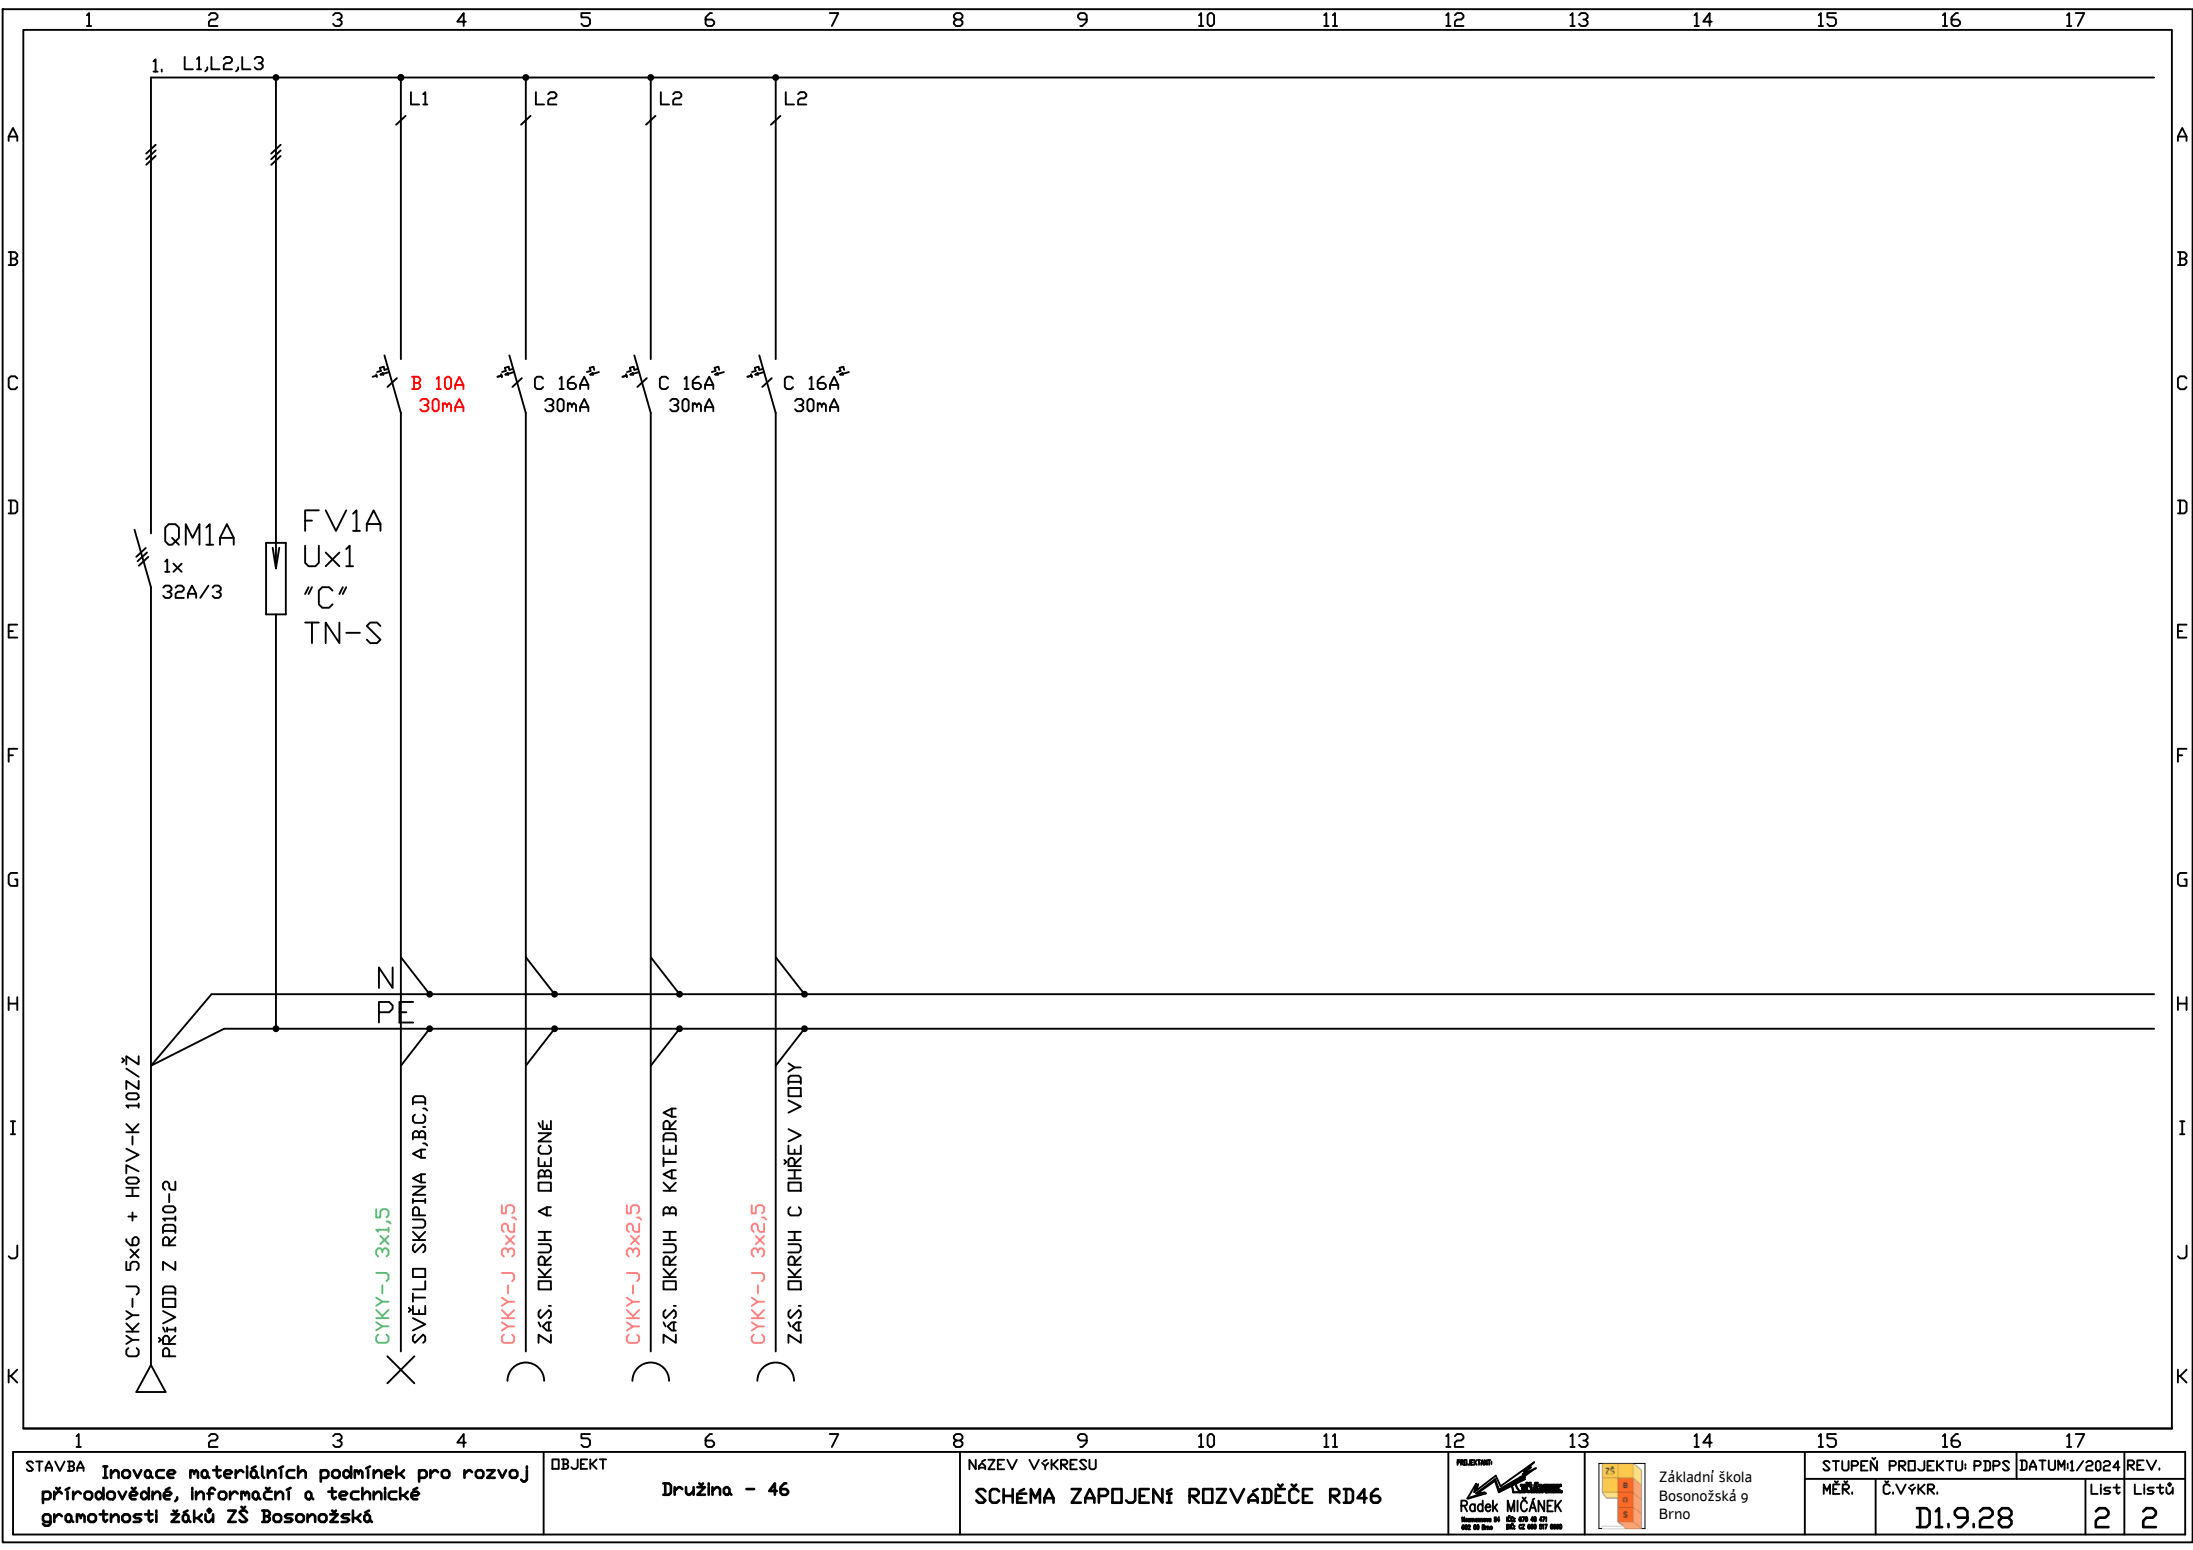 1 2 3 4 5 6 7 8 9 10 11 12 13 14 15 16 17
1. L1,L2,L3
L1 L2 L2 L2
A A
B B
C C
B 10A
30mA
C 16A
30mA
C 16A
30mA
C 16A
30mA
D D
QM1A
1x
32A/3
FV1A
Ux1
"C"
TN-S
E E
F F
G G
N
H H
PE
I I
J J
K K
CYKY-J 5x6 + H07V-K 10Z/Ž
PŘÍVOD Z RD10-2
CYKY-J 3x1,5
SVĚTLO SKUPINA A,B.C,D
CYKY-J 3x2,5
ZÁS. OKRUH A OBECNÉ
CYKY-J 3x2,5
ZÁS. OKRUH B KATEDRA
CYKY-J 3x2,5
ZÁS. OKRUH C OHŘEV VODY
1 2 3 4 5 6 7 8 9 10 11 12 13 14 15 16 17
STAVBA Inovace materiálních podmínek pro rozvoj
přírodovědné, informační a technické
gramotnosti žáků ZŠ Bosonožská
OBJEKT
Družina - 46
NÁZEV VÝKRESU
SCHÉMA ZAPOJENÍ ROZVÁDĚČE RD46
PROJEKTANT:
Radek MIČÁNEK
ZŠ
B
O
S
Základní škola
Bosonožská 9
Brno
STUPEŇ PROJEKTU: PDPS DATUM:1/2024 REV.
MĚŘ. Č.VÝKR. List Listů
D1.9.28 2 2